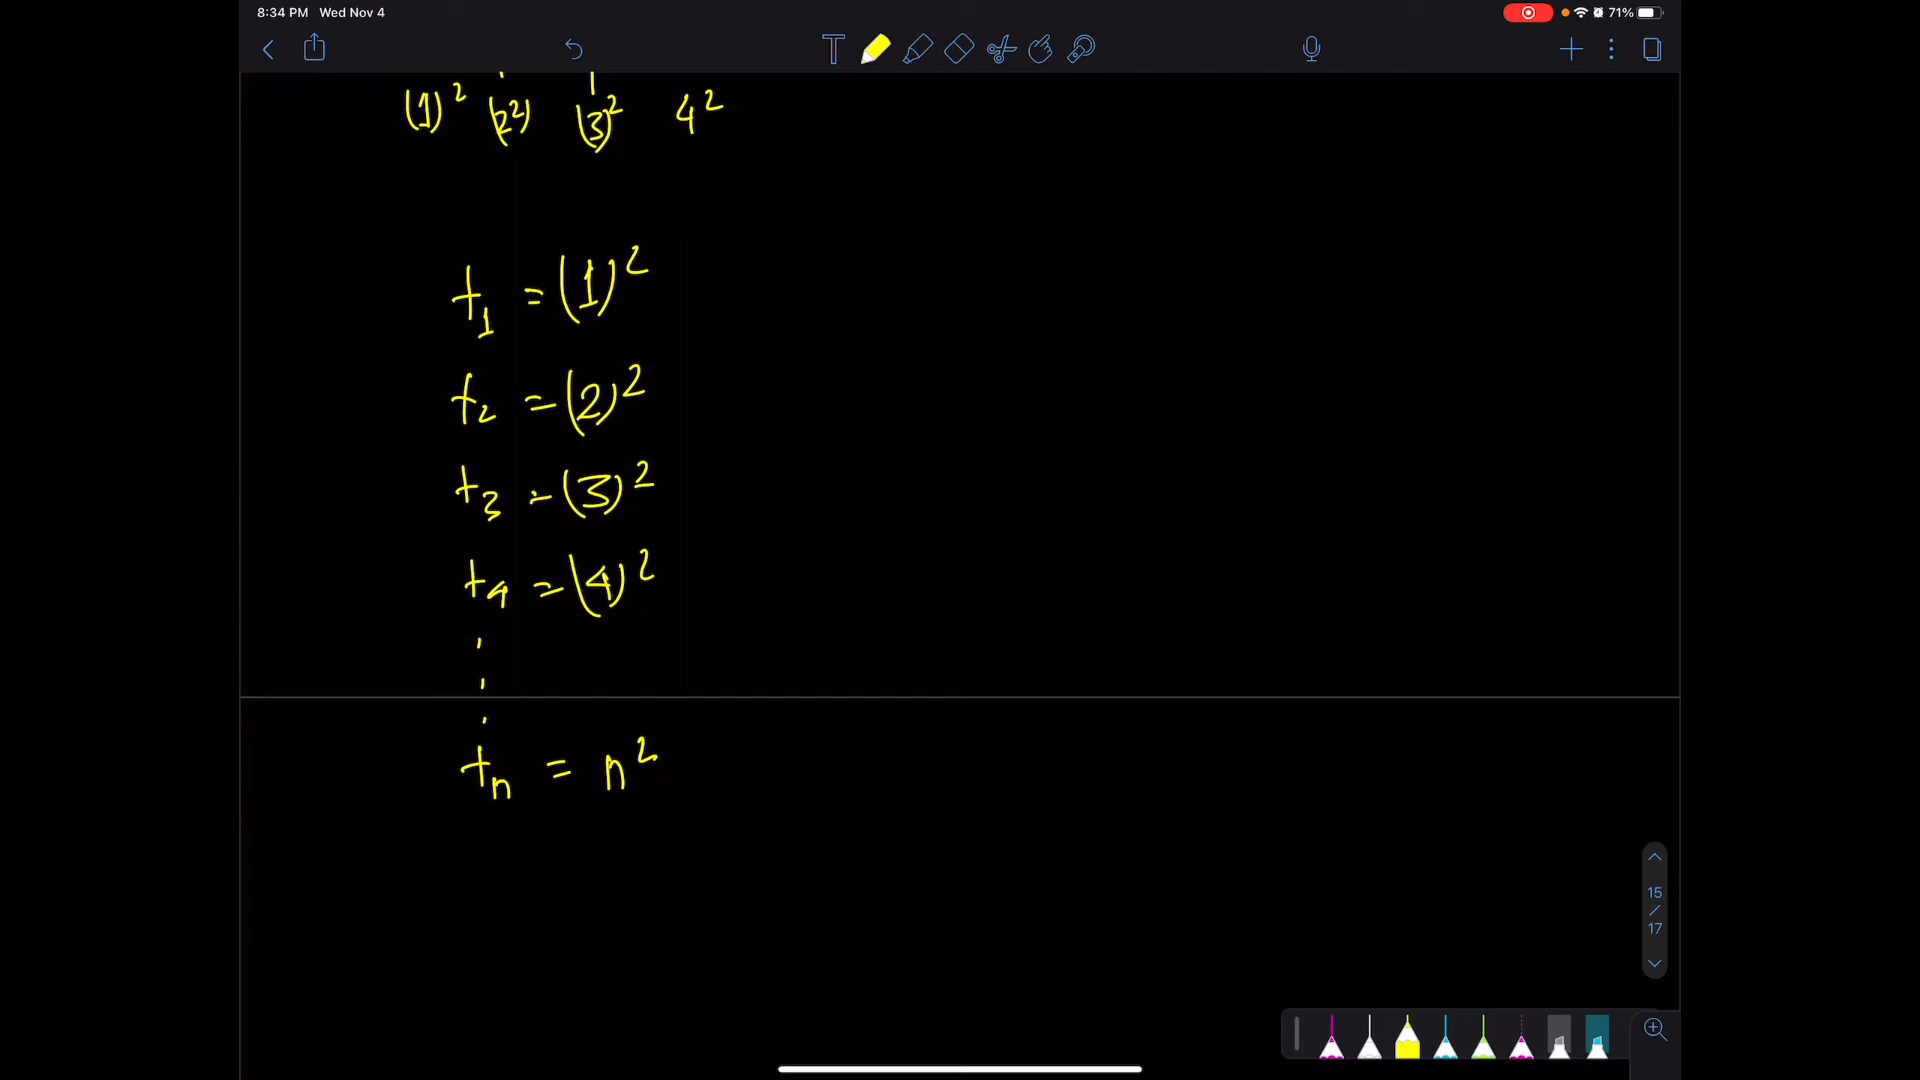 8:34 PM Wed Nov 4
71%
T
(1)² (2²) (3)² 4²
t₁ = (1)²
t₂ = (2)²
t₃ = (3)²
t₄ = (4)²
.
.
.
tₙ = n²
15
/
17